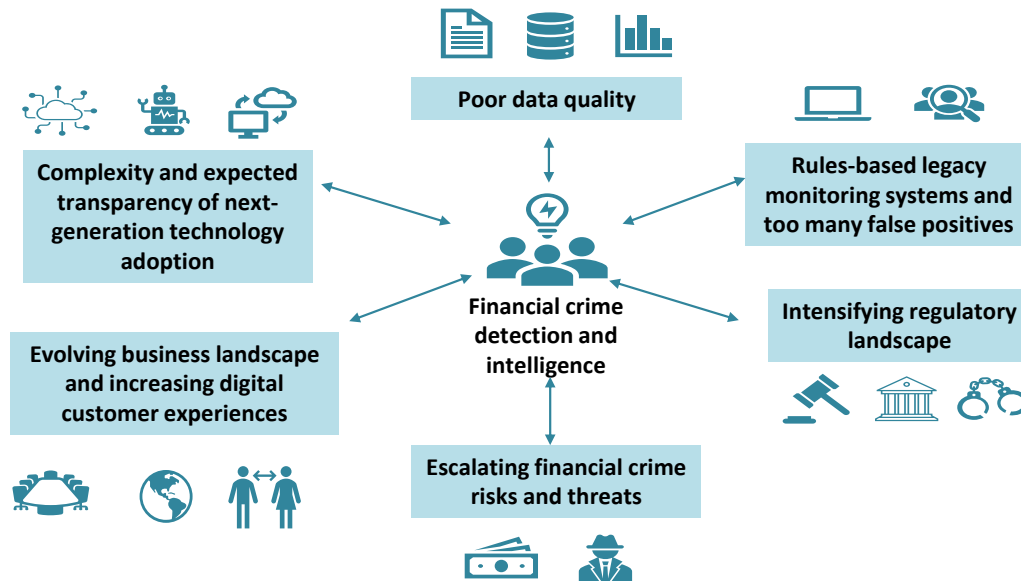 Poor data quality
Complexity and expected
transparency of next-
generation technology
adoption
Rules-based legacy
monitoring systems and
too many false positives
Financial crime
detection and
intelligence
Evolving business landscape
and increasing digital
customer experiences
Intensifying regulatory
landscape
Escalating financial crime
risks and threats